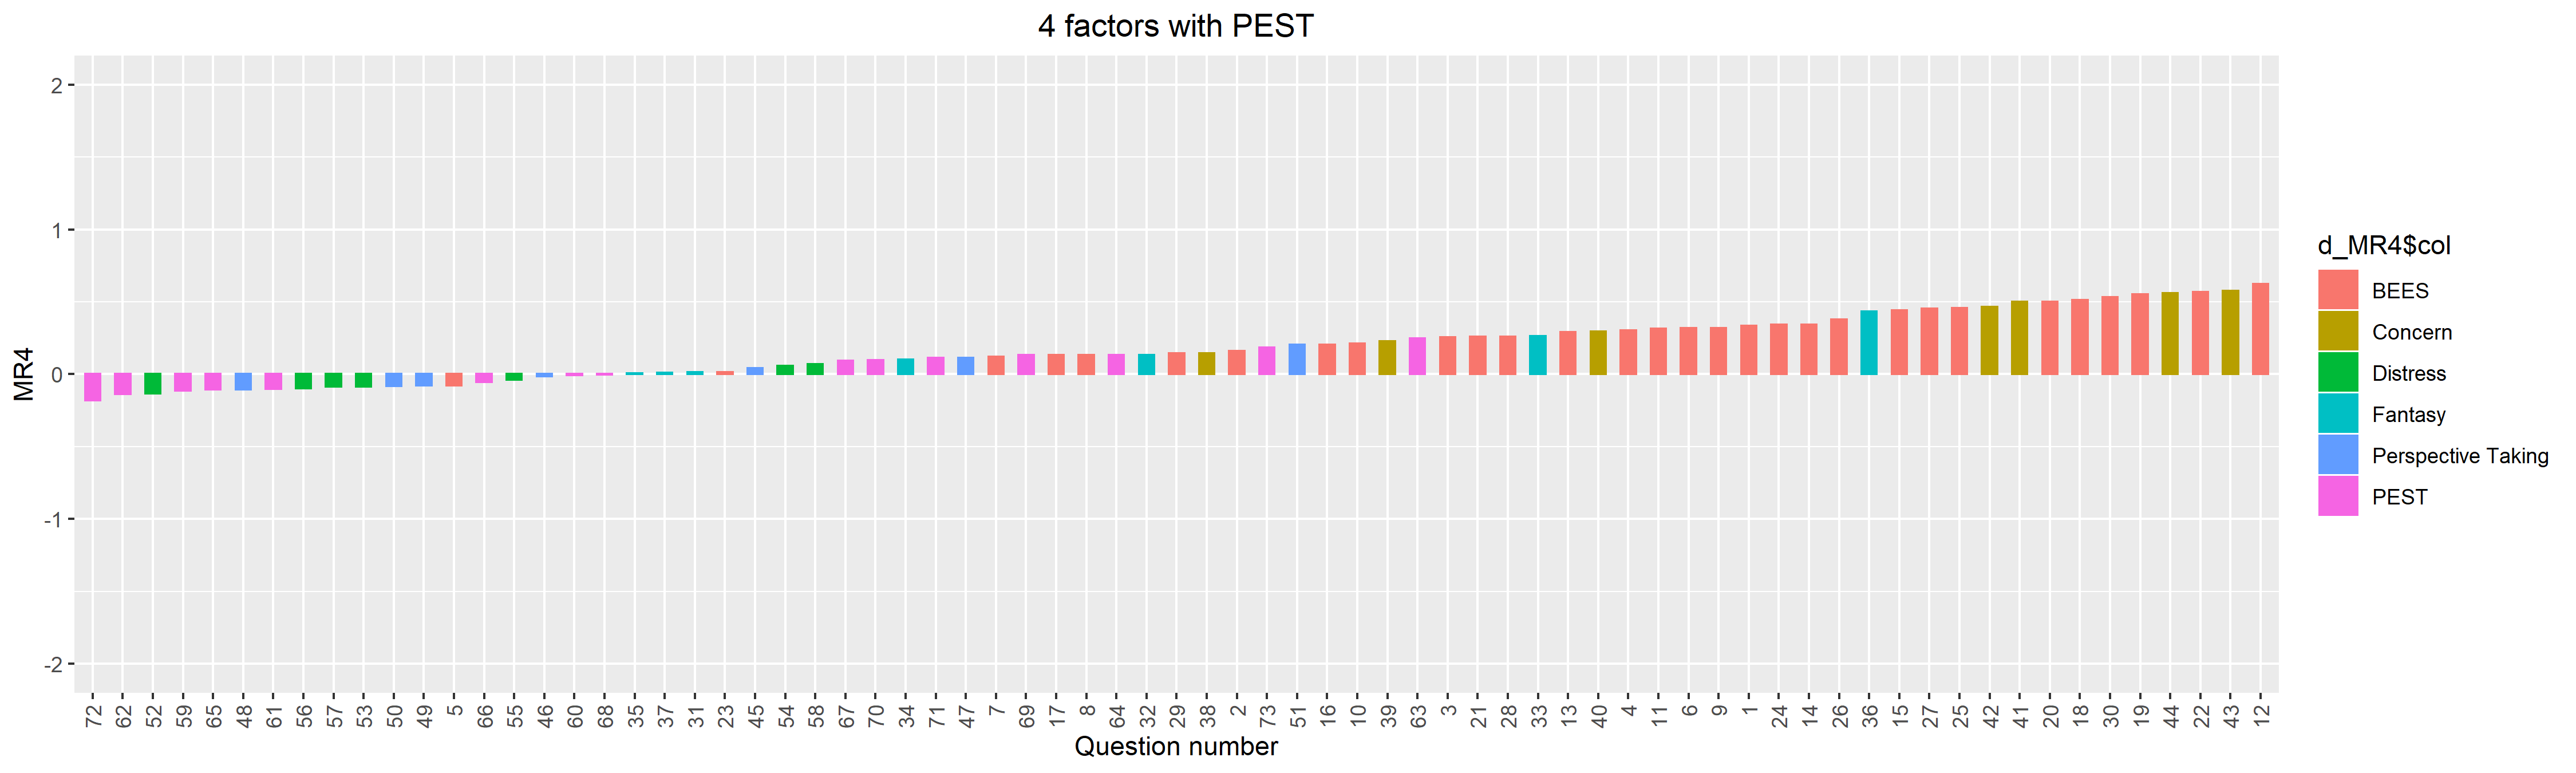 4 factors with PEST
MR4
2
1
0
-1
-2
72 62 52 59 65 48 61 56 57 53 50 49 5 66 55 46 60 68 35 37 31 23 45 54 58 67 70 34 71 47 7 69 17 8 64 32 29 38 2 73 51 16 10 39 63 3 21 28 33 13 40 4 11 6 9 1 24 14 26 36 15 27 25 42 41 20 18 30 19 44 22 43 12
Question number
d_MR4$col
BEES
Concern
Distress
Fantasy
Perspective Taking
PEST